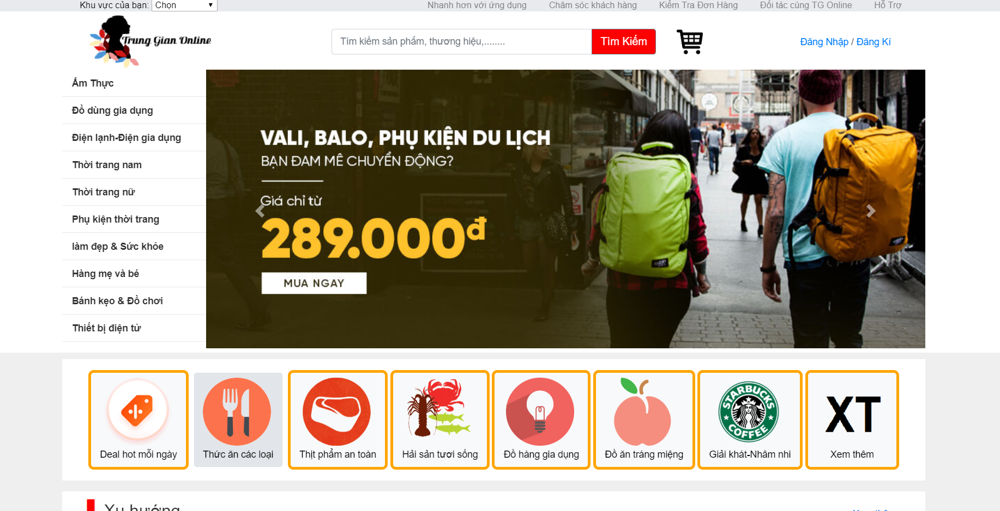 Khu vực của bạn: Chọn
Nhanh hơn với ứng dụng Chăm sóc khách hàng Kiểm Tra Đơn Hàng Đối tác cùng TG Online Hỗ Trợ
Trung Gian Online
Tìm kiếm sản phẩm, thương hiệu,........ Tìm Kiếm
Đăng Nhập / Đăng Kí
Ẩm Thực
Đồ dùng gia dụng
Điện lạnh-Điện gia dụng
Thời trang nam
Thời trang nữ
Phụ kiện thời trang
làm đẹp & Sức khỏe
Hàng mẹ và bé
Bánh kẹo & Đồ chơi
Thiết bị điện tử
VALI, BALO, PHỤ KIỆN DU LỊCH
BẠN ĐAM MÊ CHUYỂN ĐỘNG?
Giá chỉ từ
289.000đ
MUA NGAY
STARBUCKS
COFFEE
XT
Deal hot mỗi ngày Thức ăn các loại Thịt phẩm an toàn Hải sản tươi sống Đồ hàng gia dụng Đồ ăn tráng miệng Giải khát-Nhâm nhi Xem thêm
Xu hướng